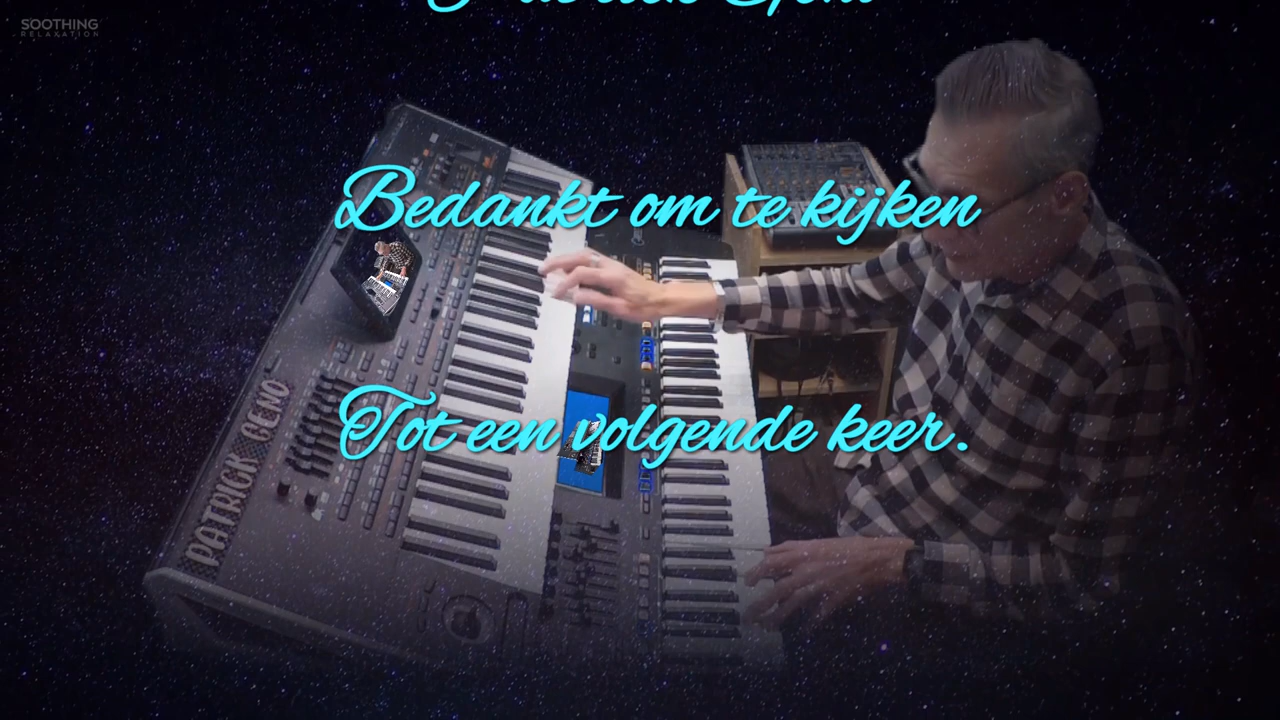 SOOTHING
RELAXATION
Bedankt om te kijken
Tot een volgende keer.
PATRICK GENO